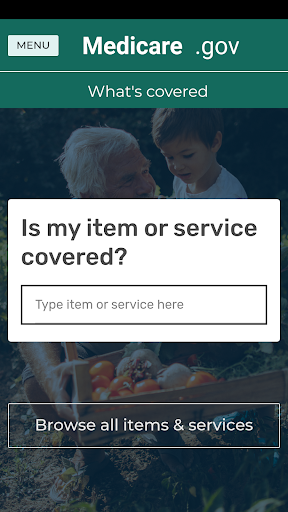 MENU
Medicare .gov
What's covered
Is my item or service
covered?
Type item or service here
Browse all items & services